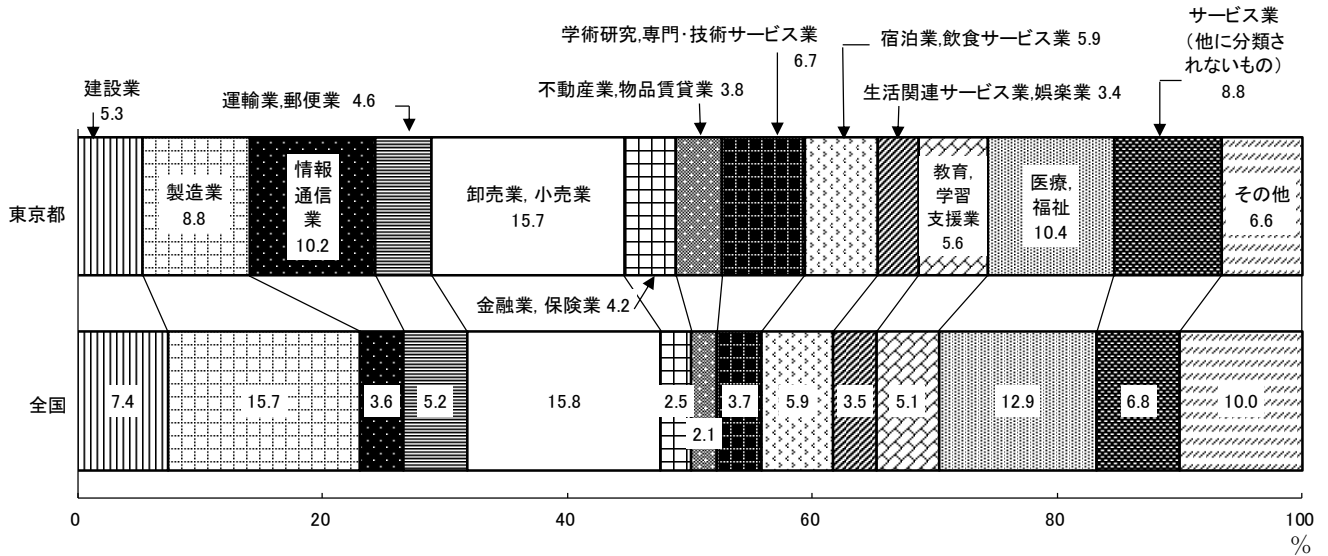 学術研究,専門・技術サービス業
6.7
宿泊業,飲食サービス業 5.9
サービス業
(他に分類さ
れないもの)
8.8
建設業
5.3
運輸業,郵便業 4.6
不動産業,物品賃貸業 3.8
生活関連サービス業,娯楽業 3.4
東京都
製造業
8.8
情報
通信
業
10.2
卸売業, 小売業
15.7
教育,
学習
支援業
5.6
医療,
福祉
10.4
その他
6.6
金融業, 保険業 4.2
全国
7.4
15.7
3.6
5.2
15.8
2.5
2.1
3.7
5.9
3.5
5.1
12.9
6.8
10.0
0
20
40
60
80
100
%